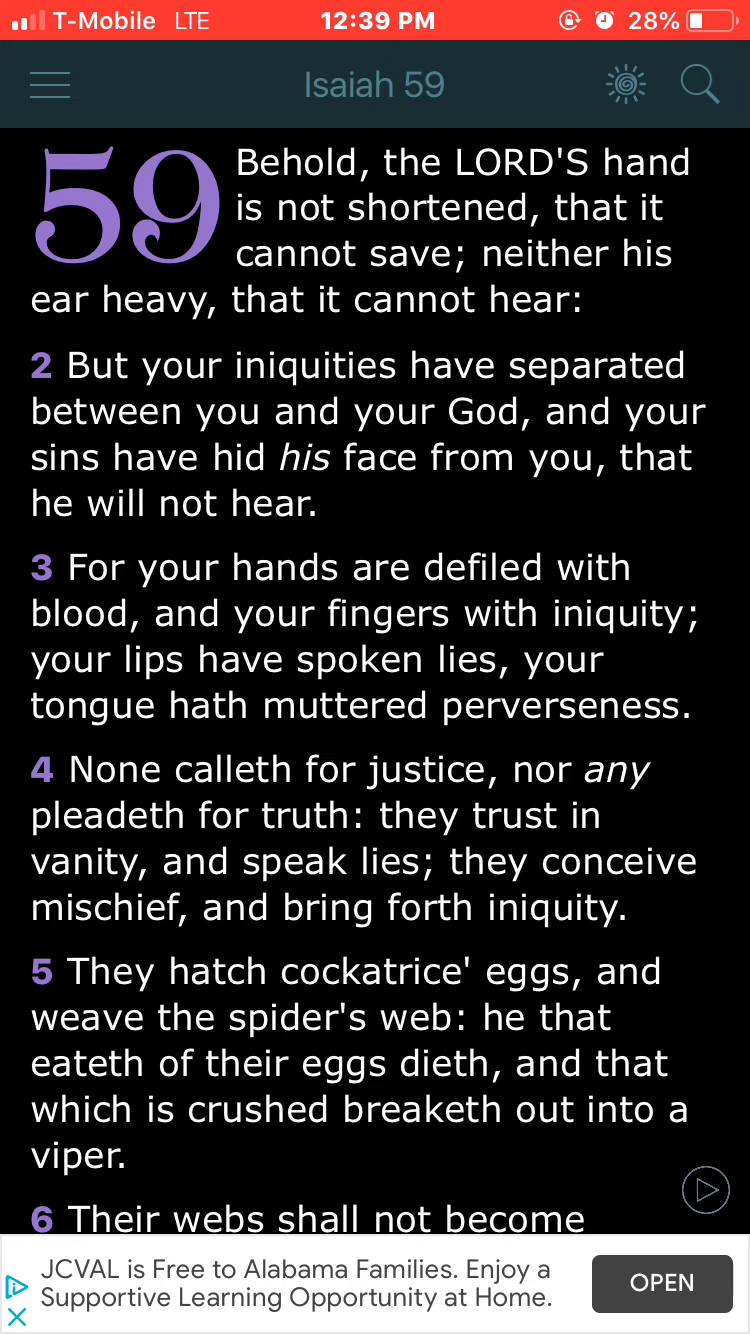 T-Mobile LTE 12:39 PM 28%
Isaiah 59
59 Behold, the LORD'S hand
is not shortened, that it
cannot save; neither his
ear heavy, that it cannot hear:
2 But your iniquities have separated
between you and your God, and your
sins have hid his face from you, that
he will not hear.
3 For your hands are defiled with
blood, and your fingers with iniquity;
your lips have spoken lies, your
tongue hath muttered perverseness.
4 None calleth for justice, nor any
pleadeth for truth: they trust in
vanity, and speak lies; they conceive
mischief, and bring forth iniquity.
5 They hatch cockatrice' eggs, and
weave the spider's web: he that
eateth of their eggs dieth, and that
which is crushed breaketh out into a
viper.
6 Their webs shall not become
JCVAL is Free to Alabama Families. Enjoy a
Supportive Learning Opportunity at Home.
OPEN